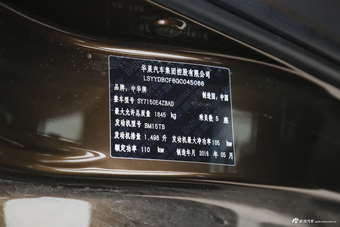 华晨汽车集团控股有限公司
LSYYDBCF6GC045066
品牌: 中华牌 制造国: 中国
整车型号 SY7150E4ZBAD
最大允许总质量 1845 kg 乘员数 5 座
发动机型号 BM15TB
发动机排量 1.498 升 发动机最大净功率 105 kw
额定功率 110 kw 制造年月 2016 年 05 月